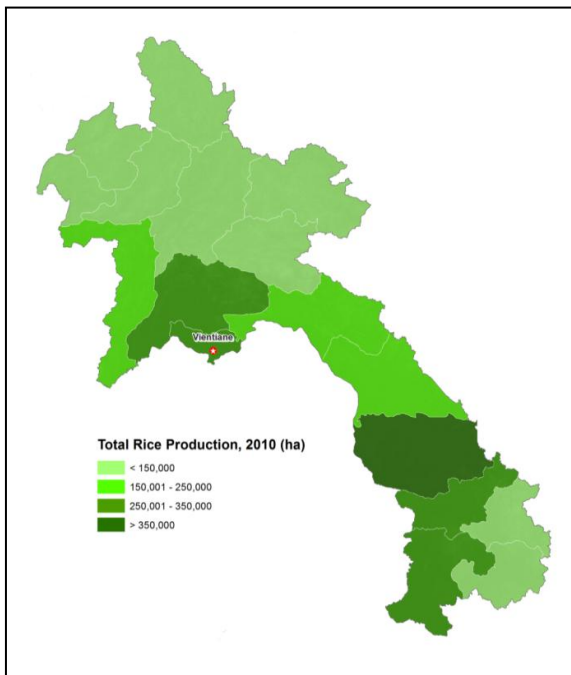 Vientiane
Total Rice Production, 2010 (ha)
< 150,000
150,001 - 250,000
250,001 - 350,000
> 350,000